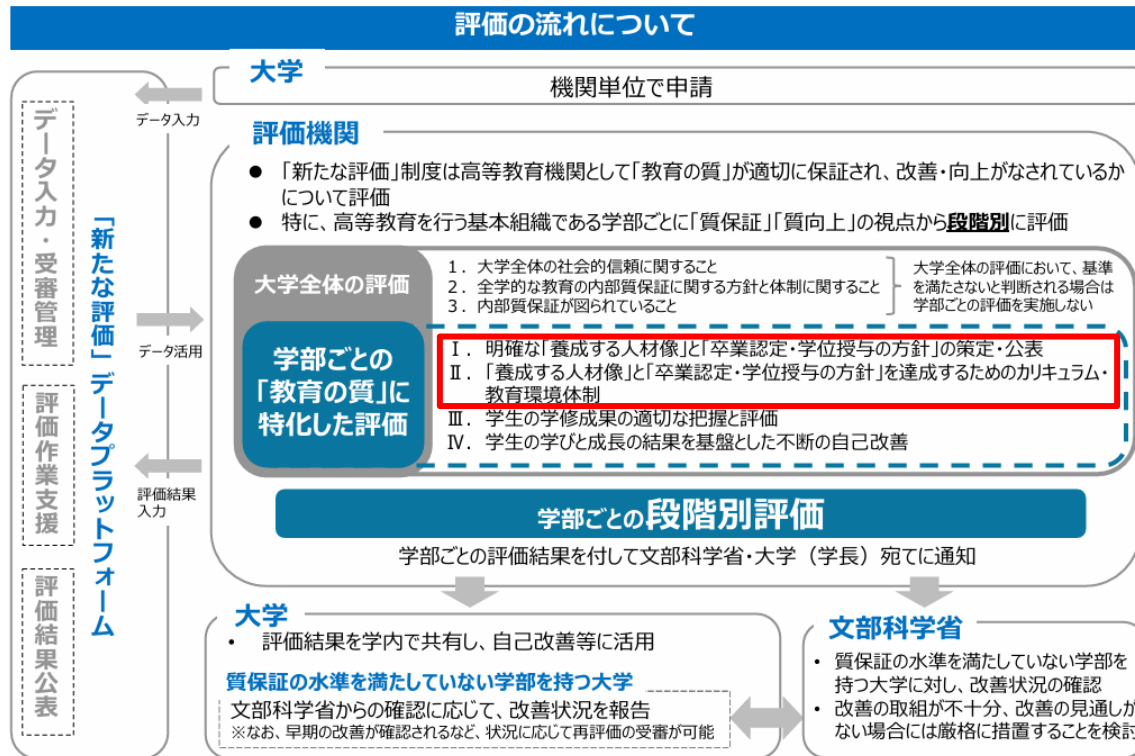 評価の流れについて
大学
機関単位で申請
データ入力
評価機関
● 「新たな評価」制度は高等教育機関として「教育の質」が適切に保証され、改善・向上がなされているか
について評価
● 特に、高等教育を行う基本組織である学部ごとに「質保証」「質向上」の視点から段階別に評価
データ入力・受審管理
評価作業支援
評価結果公表
「新たな評価」データプラットフォーム
データ活用
評価結果
入力
大学全体の評価
1．大学全体の社会的信頼に関すること
2．全学的な教育の内部質保証に関する方針と体制に関すること
3．内部質保証が図られていること
大学全体の評価において、基準
を満たさないと判断される場合は
学部ごとの評価を実施しない
学部ごとの
「教育の質」に
特化した評価
Ⅰ．明確な「養成する人材像」と「卒業認定・学位授与の方針」の策定・公表
Ⅱ．「養成する人材像」と「卒業認定・学位授与の方針」を達成するためのカリキュラム・
教育環境体制
Ⅲ．学生の学修成果の適切な把握と評価
Ⅳ．学生の学びと成長の結果を基盤とした不断の自己改善
学部ごとの段階別評価
学部ごとの評価結果を付して文部科学省・大学（学長）宛てに通知
大学
• 評価結果を学内で共有し、自己改善等に活用
質保証の水準を満たしていない学部を持つ大学
文部科学省からの確認に応じて、改善状況を報告
※なお、早期の改善が確認されるなど、状況に応じて再評価の受審が可能
文部科学省
• 質保証の水準を満たしていない学部を
持つ大学に対し、改善状況の確認
• 改善の取組が不十分、改善の見通しが
ない場合には厳格に措置することを検討